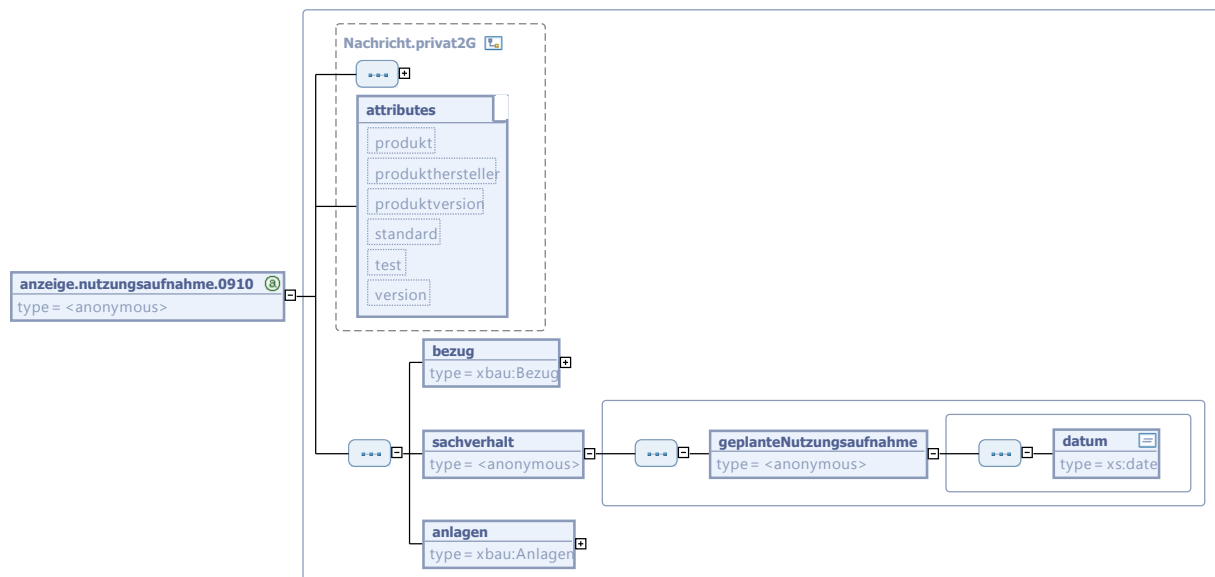 Nachricht.privat2G
attributes
produkt
produkthersteller
produktversion
standard
test
version
anzeige.nutzungsaufnahme.0910 a
type = <anonymous>
bezug
type = xbau:Bezug
sachverhalt
type = <anonymous>
geplanteNutzungsaufnahme
type = <anonymous>
datum
type = xs:date
anlagen
type = xbau:Anlagen